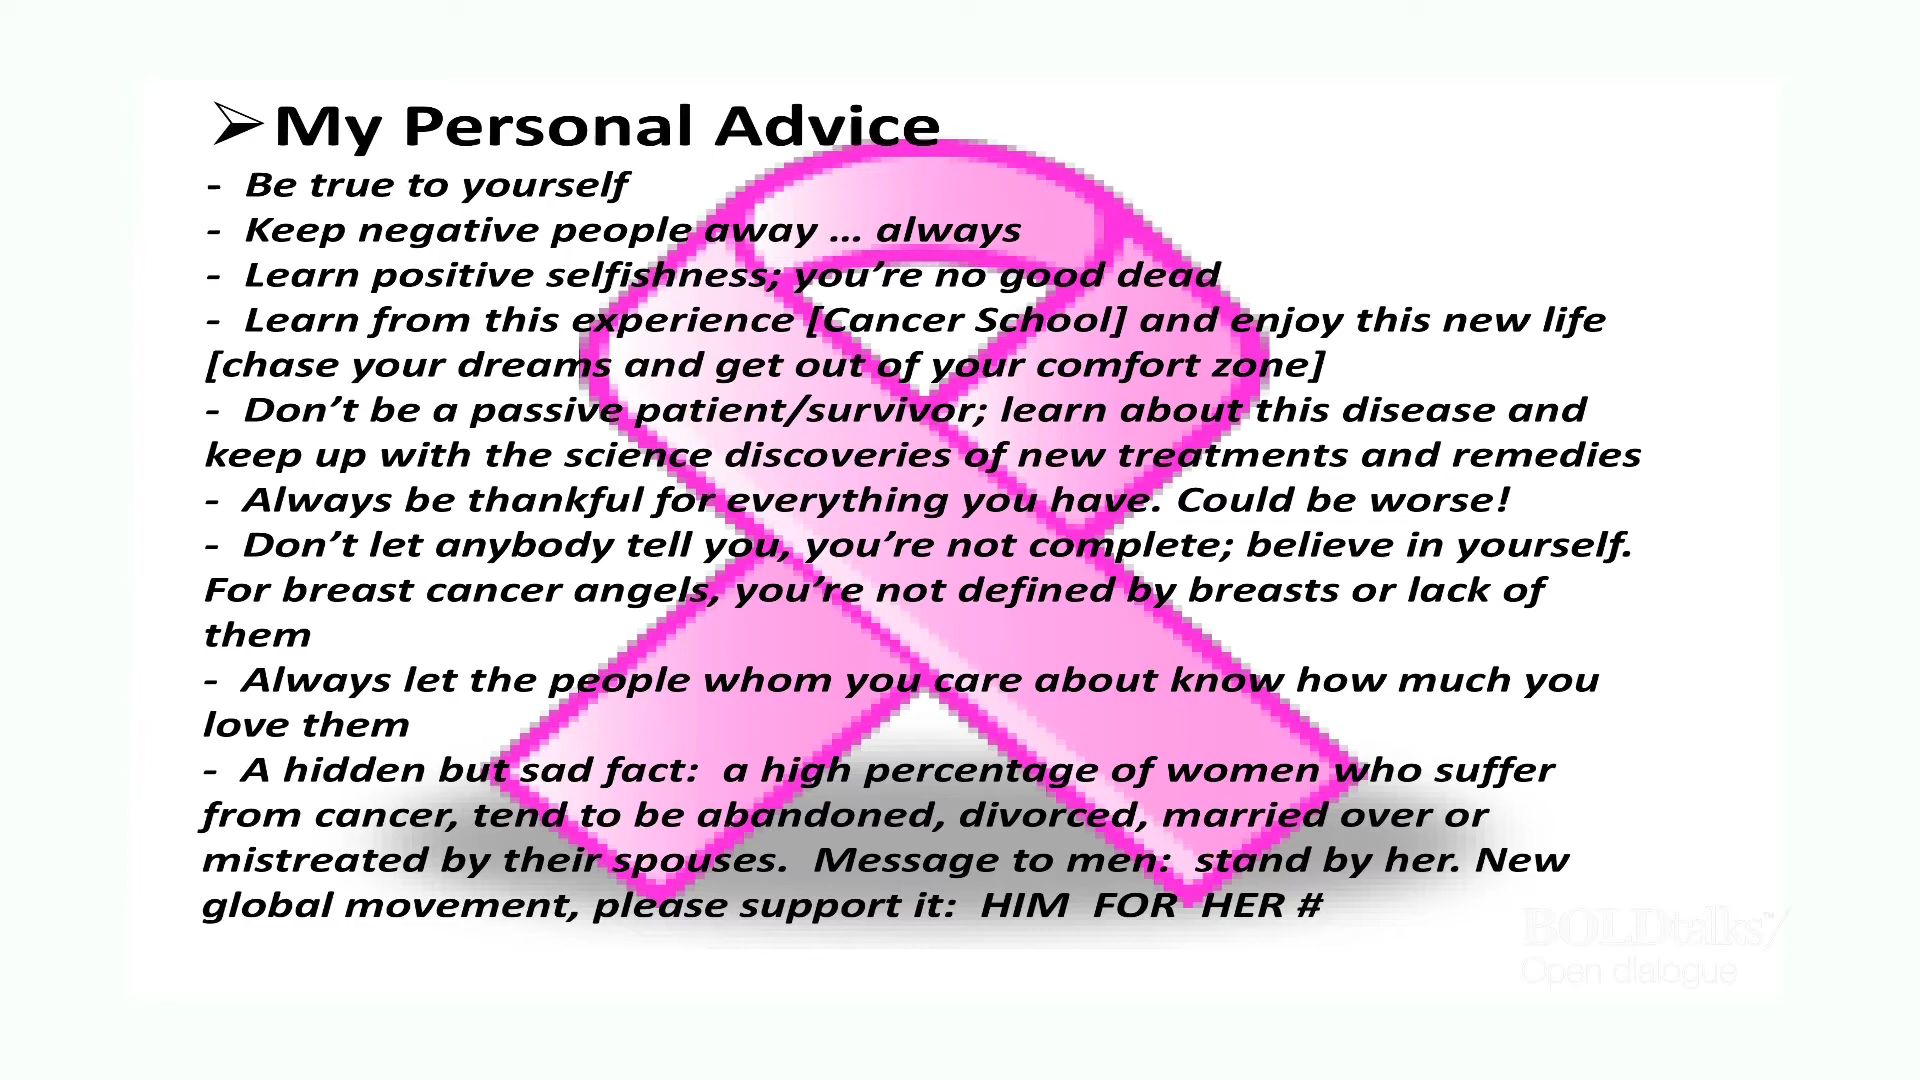 ➢My Personal Advice
- Be true to yourself
- Keep negative people away ... always
- Learn positive selfishness; you’re no good dead
- Learn from this experience [Cancer School] and enjoy this new life
[chase your dreams and get out of your comfort zone]
- Don’t be a passive patient/survivor; learn about this disease and
keep up with the science discoveries of new treatments and remedies
- Always be thankful for everything you have. Could be worse!
- Don’t let anybody tell you, you’re not complete; believe in yourself.
For breast cancer angels, you’re not defined by breasts or lack of
them
- Always let the people whom you care about know how much you
love them
- A hidden but sad fact:  a high percentage of women who suffer
from cancer, tend to be abandoned, divorced, married over or
mistreated by their spouses.  Message to men:  stand by her. New
global movement, please support it:  HIM  FOR  HER #
BOLDtalks™
Open dialogue